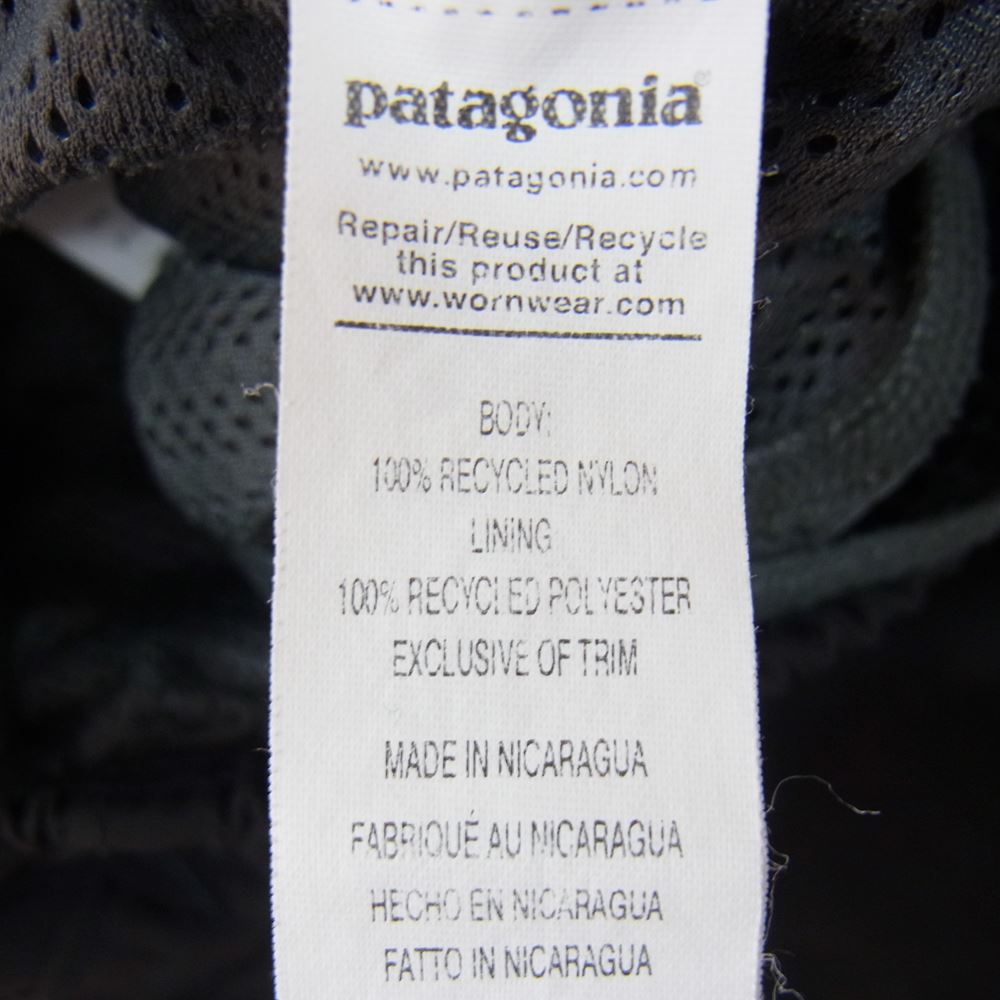 patagonia®
www.patagonia.com
Repair/Reuse/Recycle
this product at
www.wornwear.com
BODY:
100% RECYCLED NYLON
LINING
100% RECYCLED POLYESTER
EXCLUSIVE OF TRIM
MADE IN NICARAGUA
FABRIQUÉ AU NICARAGUA
HECHO EN NICARAGUA
FATTO IN NICARAGUA